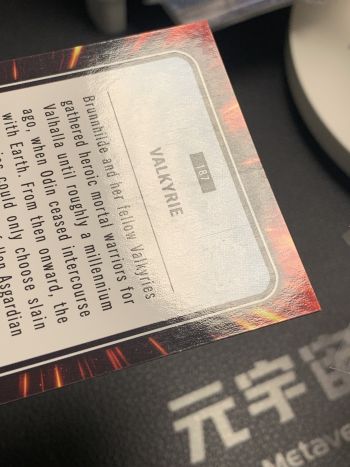 187
VALKYRIE
Brunnhilde and her fellow Valkyries
gathered heroic mortal warriors for
Valhalla until roughly a millennium
ago, when Odin ceased intercourse
with Earth. From then onward, the
could only choose slain
Asgardian
元宇宙
Metave